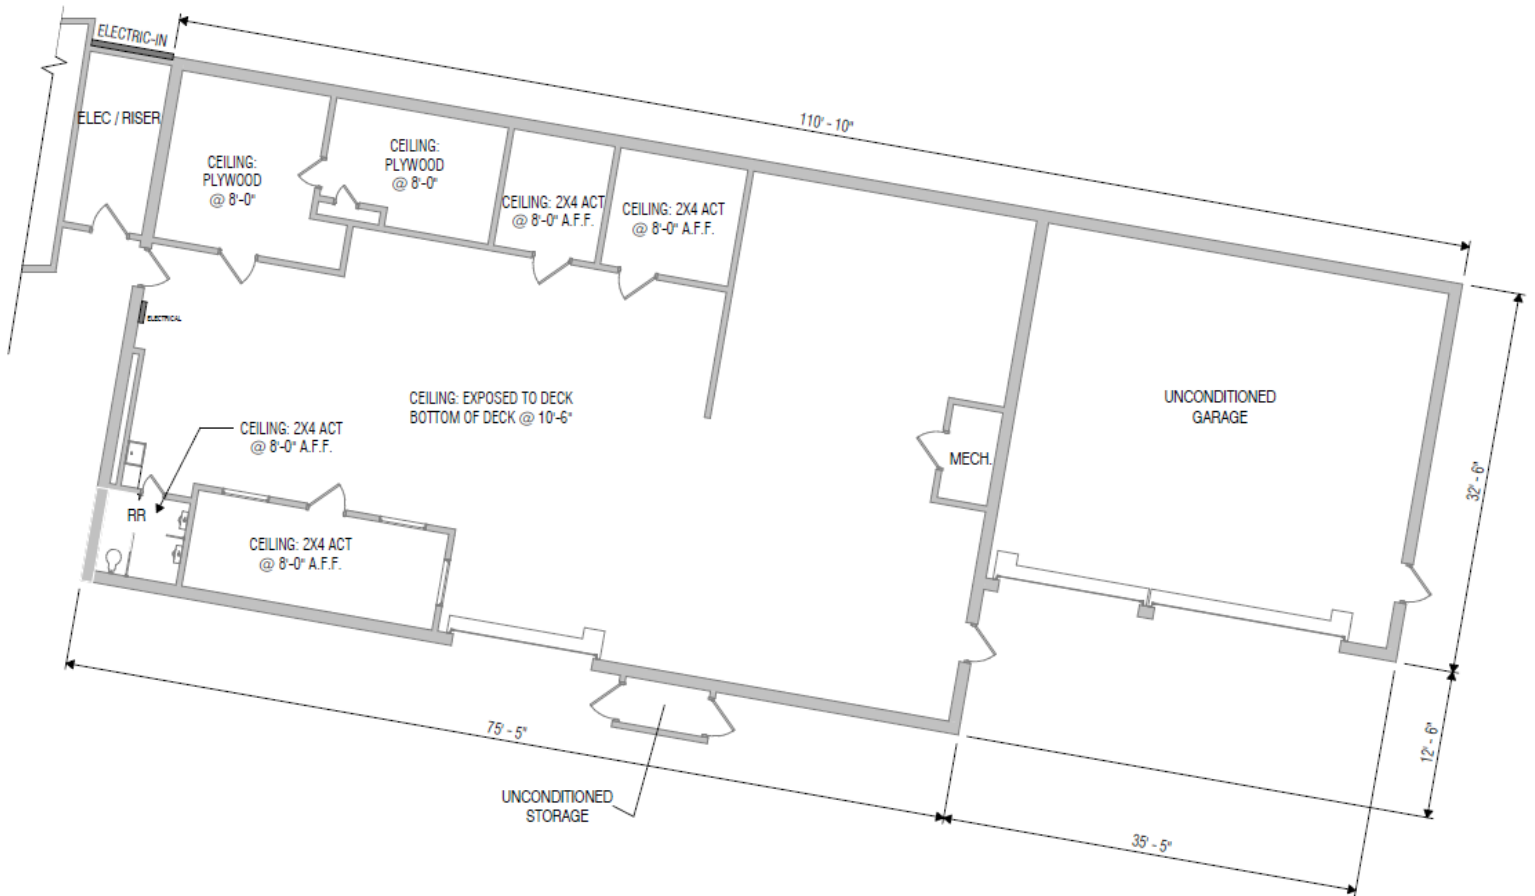 ELECTRIC-IN
ELEC / RISER
110' - 10"
CEILING:
PLYWOOD
@ 8'-0"
CEILING:
PLYWOOD
@ 8'-0"
CEILING: 2X4 ACT
@ 8'-0" A.F.F.
CEILING: 2X4 ACT
@ 8'-0" A.F.F.
ELECTRICAL
CEILING: EXPOSED TO DECK
BOTTOM OF DECK @ 10'-6"
UNCONDITIONED
GARAGE
CEILING: 2X4 ACT
@ 8'-0" A.F.F.
MECH.
32' - 6"
RR
CEILING: 2X4 ACT
@ 8'-0" A.F.F.
75' - 5"
12' - 6"
UNCONDITIONED
STORAGE
35' - 5"